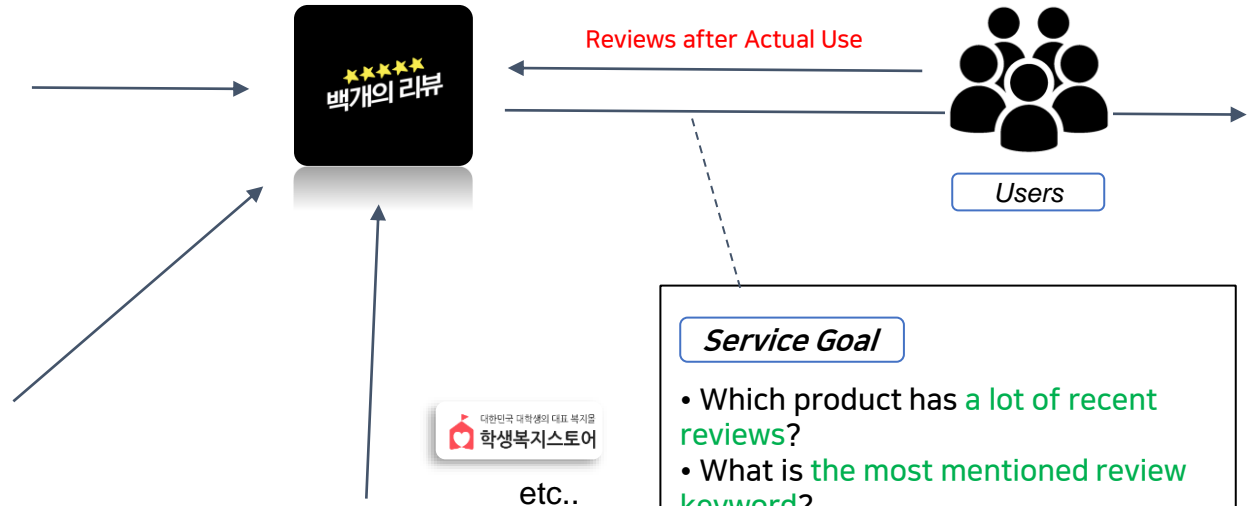 Reviews after Actual Use
백개의 리뷰
Users
Service Goal
• Which product has a lot of recent
reviews?
• What is the most mentioned review
keyword?
대한민국 대학생의 대표 복지몰
학생복지스토어
etc..